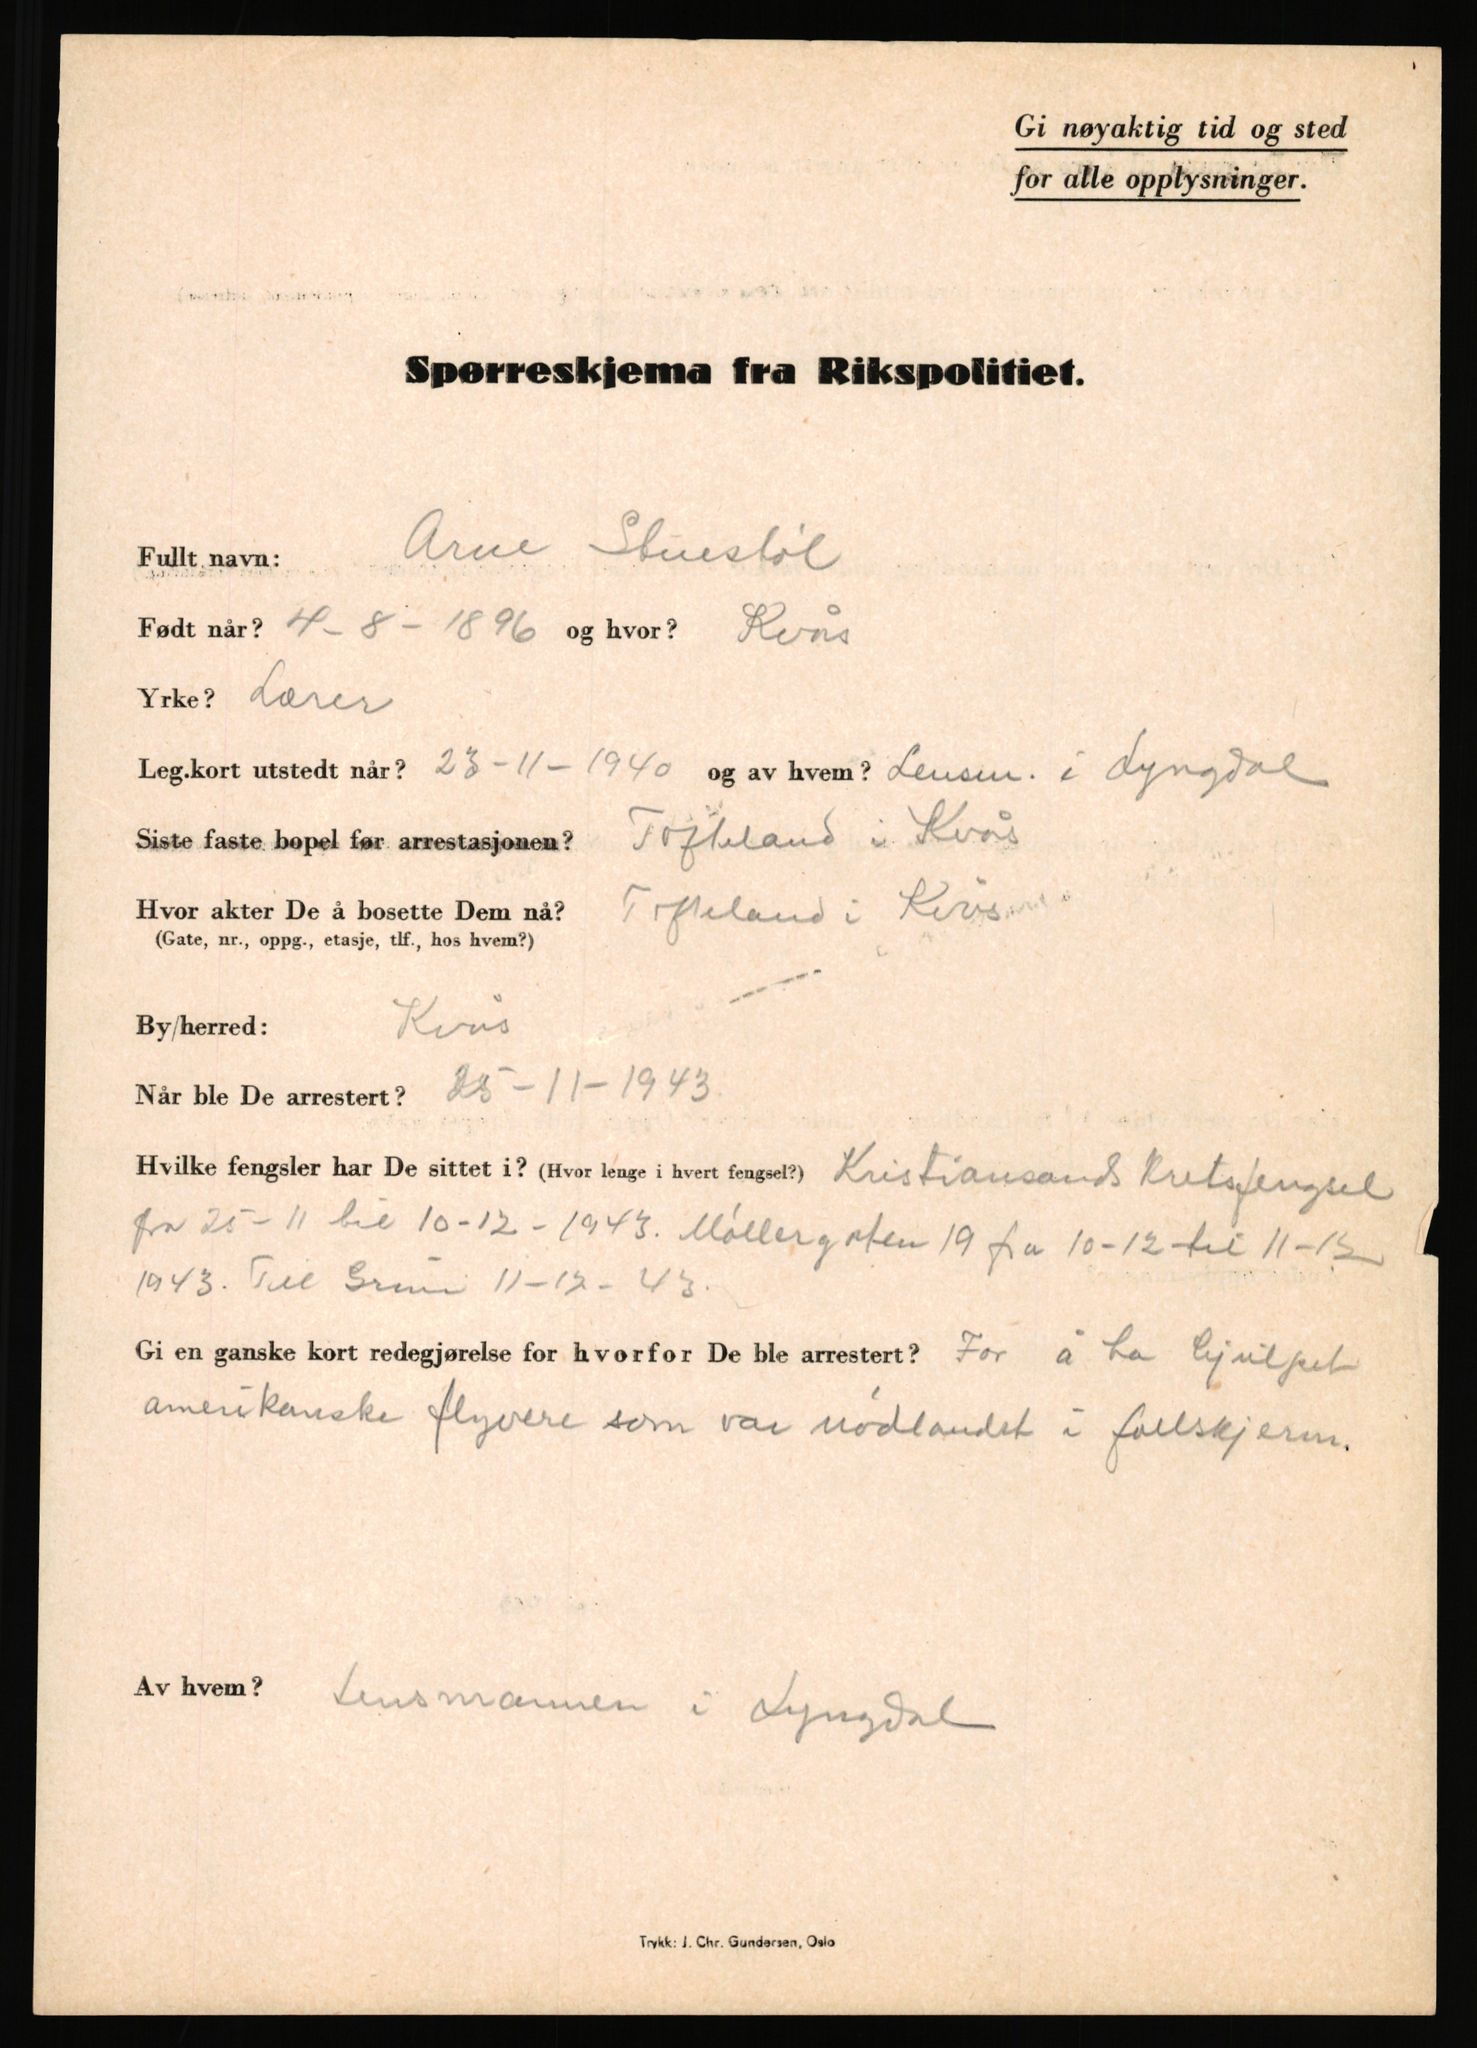 Gi nøyaktig tid og sted
for alle opplysninger.
Spørreskjema fra Rikspolitiet.
Fullt navn: Arne Stuestøl
Født når? 4-8-1896 og hvor? Kvås
Yrke? Lærer
Leg.kort utstedt når? 23-11-1940 og av hvem? Lensm. i Lyngdal
Siste faste bopel før arrestasjonen? Tofteland i Kvås
Hvor akter De å bosette Dem nå? Tofteland i Kvås
(Gate, nr., oppg., etasje, tlf., hos hvem?)
By/herred: Kvås
Når ble De arrestert? 25-11-1943.
Hvilke fengsler har De sittet i? (Hvor lenge i hvert fengsel?) Kristiansands Kretsfengsel
fra 25-11 til 10-12-1943. Møllergaten 19 fra 10-12 til 11-12
1943. Till Grini 11-12-43.
Gi en ganske kort redegjørelse for hvorfor De ble arrestert? For å ha hjulpet
amerikanske flyvere som var nødlandet i fallskjerm.
Av hvem? Lensmannen i Lyngdal
Trykk: J. Chr. Gundersen, Oslo